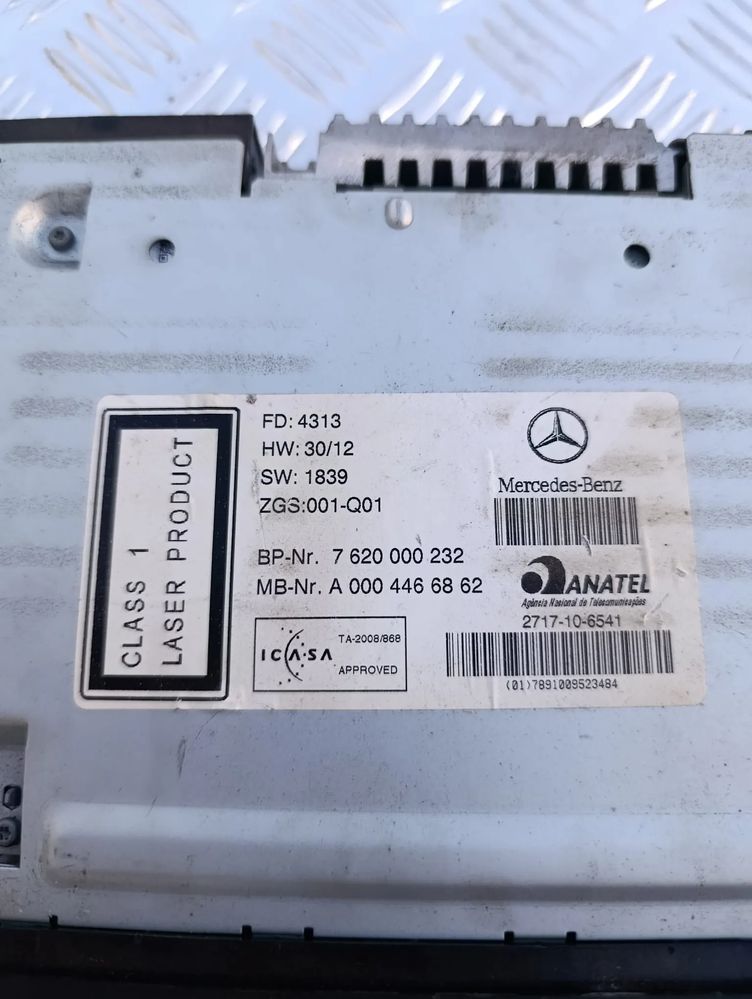 CLASS 1
LASER PRODUCT
FD: 4313
HW: 30/12
SW: 1839
ZGS:001-Q01
BP-Nr. 7 620 000 232
MB-Nr. A 000 446 68 62
ICASA
TA-2008/868
APPROVED
Mercedes-Benz
ANATEL
Agência Nacional de Telecomunicações
2717-10-6541
(01)7891009523484